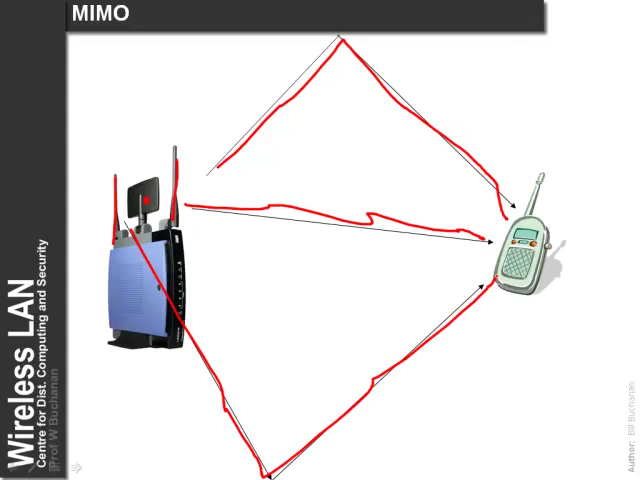 MIMO
Wireless LAN
Centre for Dist. Computing and Security
Prof W Buchanan
Author: Bill Buchanan